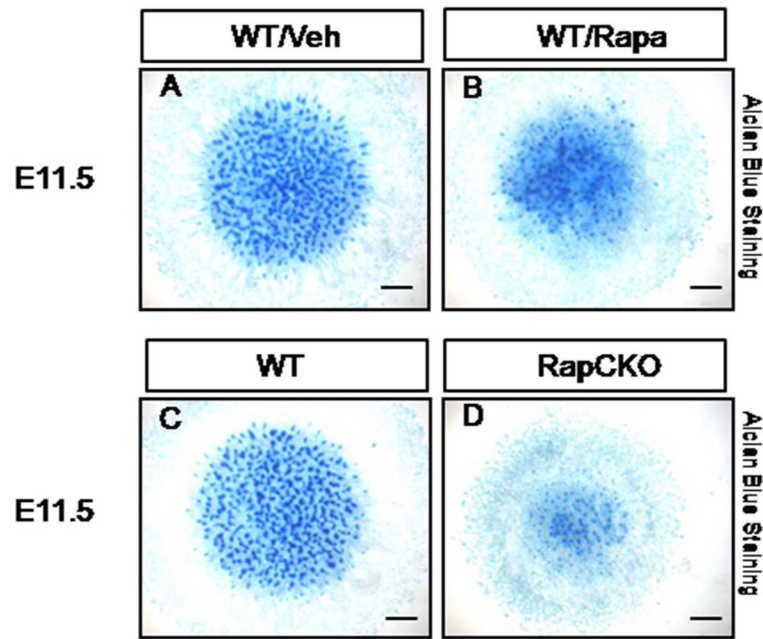 WT/Veh
WT/Rapa
E11.5
A
B
Alcian Blue Staining
WT
RapCKO
E11.5
C
D
Alcian Blue Staining